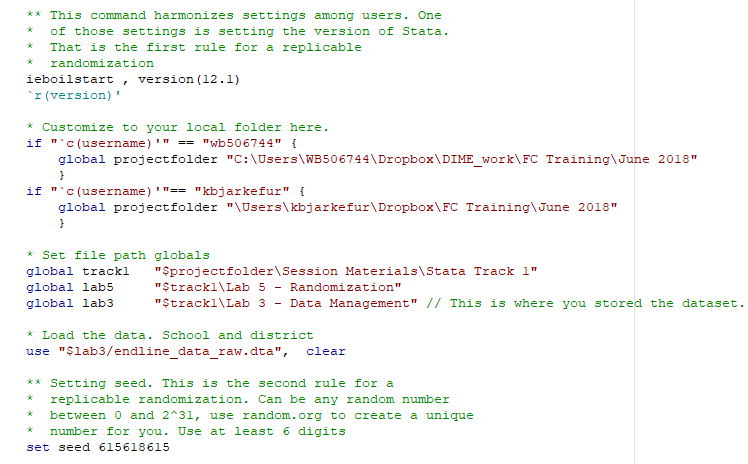 ** This command harmonizes settings among users. One
* of those settings is setting the version of Stata.
* That is the first rule for a replicable
* randomization
ieboilstart , version(12.1)
`r(version)'
* Customize to your local folder here.
if "`c(username)'" == "wb506744" {
global projectfolder "C:\Users\WB506744\Dropbox\DIME_work\FC Training\June 2018"
}
if "`c(username)'"== "kbjarkefur" {
global projectfolder "\Users\kbjarkefur\Dropbox\FC Training\June 2018"
}
* Set file path globals
global track1 "$projectfolder\Session Materials\Stata Track 1"
global lab5 "$track1\Lab 5 - Randomization"
global lab3 "$track1\Lab 3 - Data Management" // This is where you stored the dataset.
* Load the data. School and district
use "$lab3/endline_data_raw.dta", clear
** Setting seed. This is the second rule for a
* replicable randomization. Can be any random number
* between 0 and 2^31, use random.org to create a unique
* number for you. Use at least 6 digits
set seed 615618615